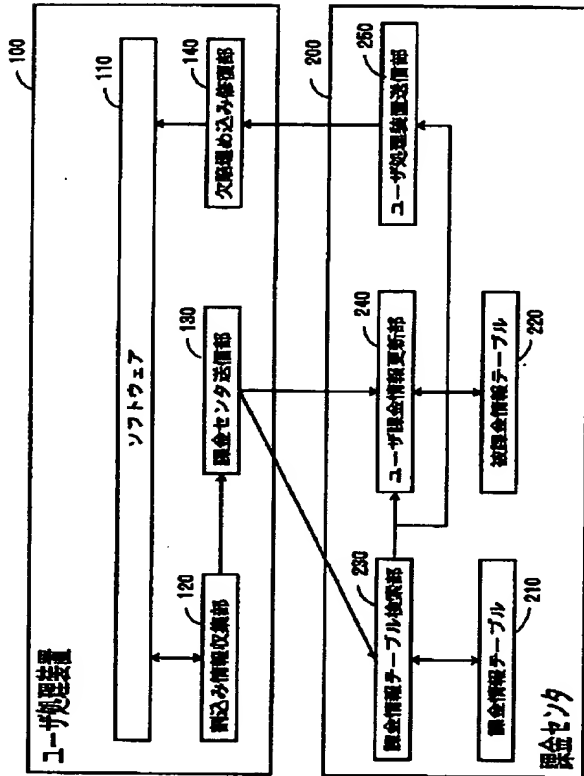 ユーザ処理装置
100
ソフトウェア
110
割込み情報収集部
120
課金センタ送信部
130
欠陥埋め込み修復部
140
課金センタ
200
課金情報テーブル検索部
230
ユーザ課金情報更新部
240
ユーザ処理装置送信部
250
課金情報テーブル
210
被課金情報テーブル
220